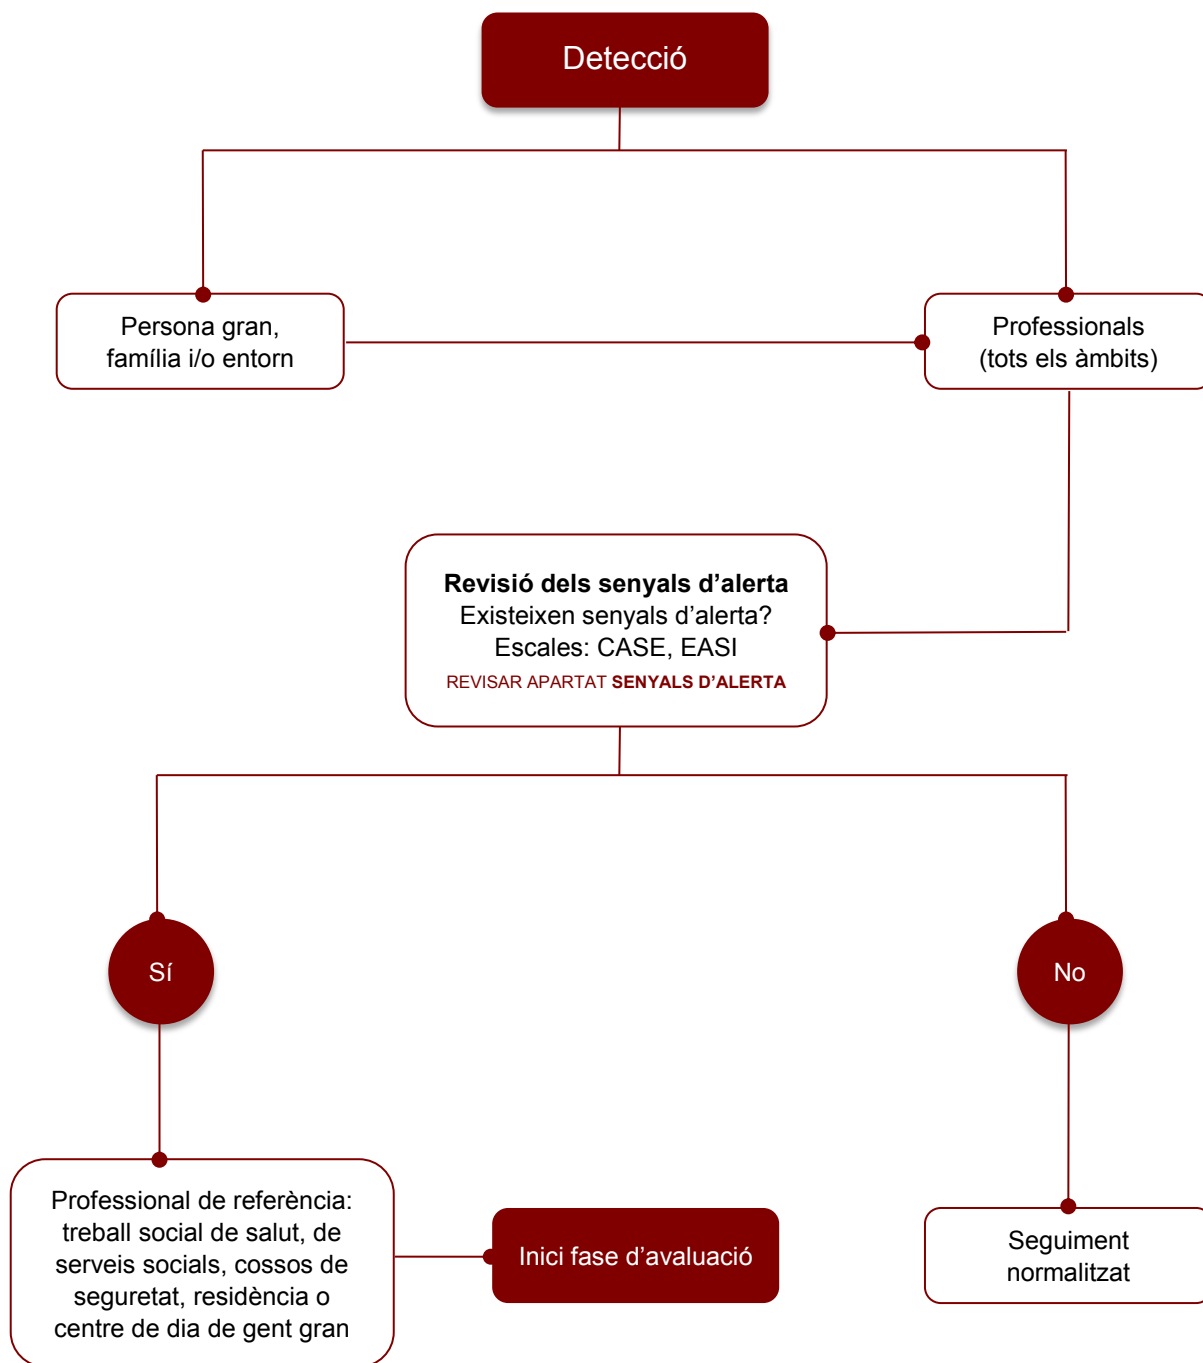 Detecció
Persona gran,
família i/o entorn
Professionals
(tots els àmbits)
Revisió dels senyals d’alerta
Existeixen senyals d’alerta?
Escales: CASE, EASI
REVISAR APARTAT SENYALS D’ALERTA
Sí
No
Professional de referència:
treball social de salut, de
serveis socials, cossos de
seguretat, residència o
centre de dia de gent gran
Inici fase d’avaluació
Seguiment
normalitzat